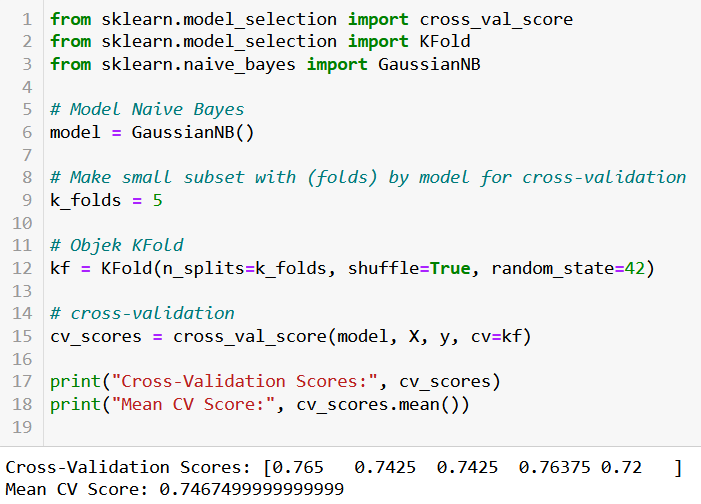 1 from sklearn.model_selection import cross_val_score
2 from sklearn.model_selection import KFold
3 from sklearn.naive_bayes import GaussianNB
4
5 # Model Naive Bayes
6 model = GaussianNB()
7
8 # Make small subset with (folds) by model for cross-validation
9 k_folds = 5
10
11 # Objek KFold
12 kf = KFold(n_splits=k_folds, shuffle=True, random_state=42)
13
14 # cross-validation
15 cv_scores = cross_val_score(model, X, y, cv=kf)
16
17 print("Cross-Validation Scores:", cv_scores)
18 print("Mean CV Score:", cv_scores.mean())
19
Cross-Validation Scores: [0.765   0.7425  0.7425  0.76375 0.72   ]
Mean CV Score: 0.7467499999999999